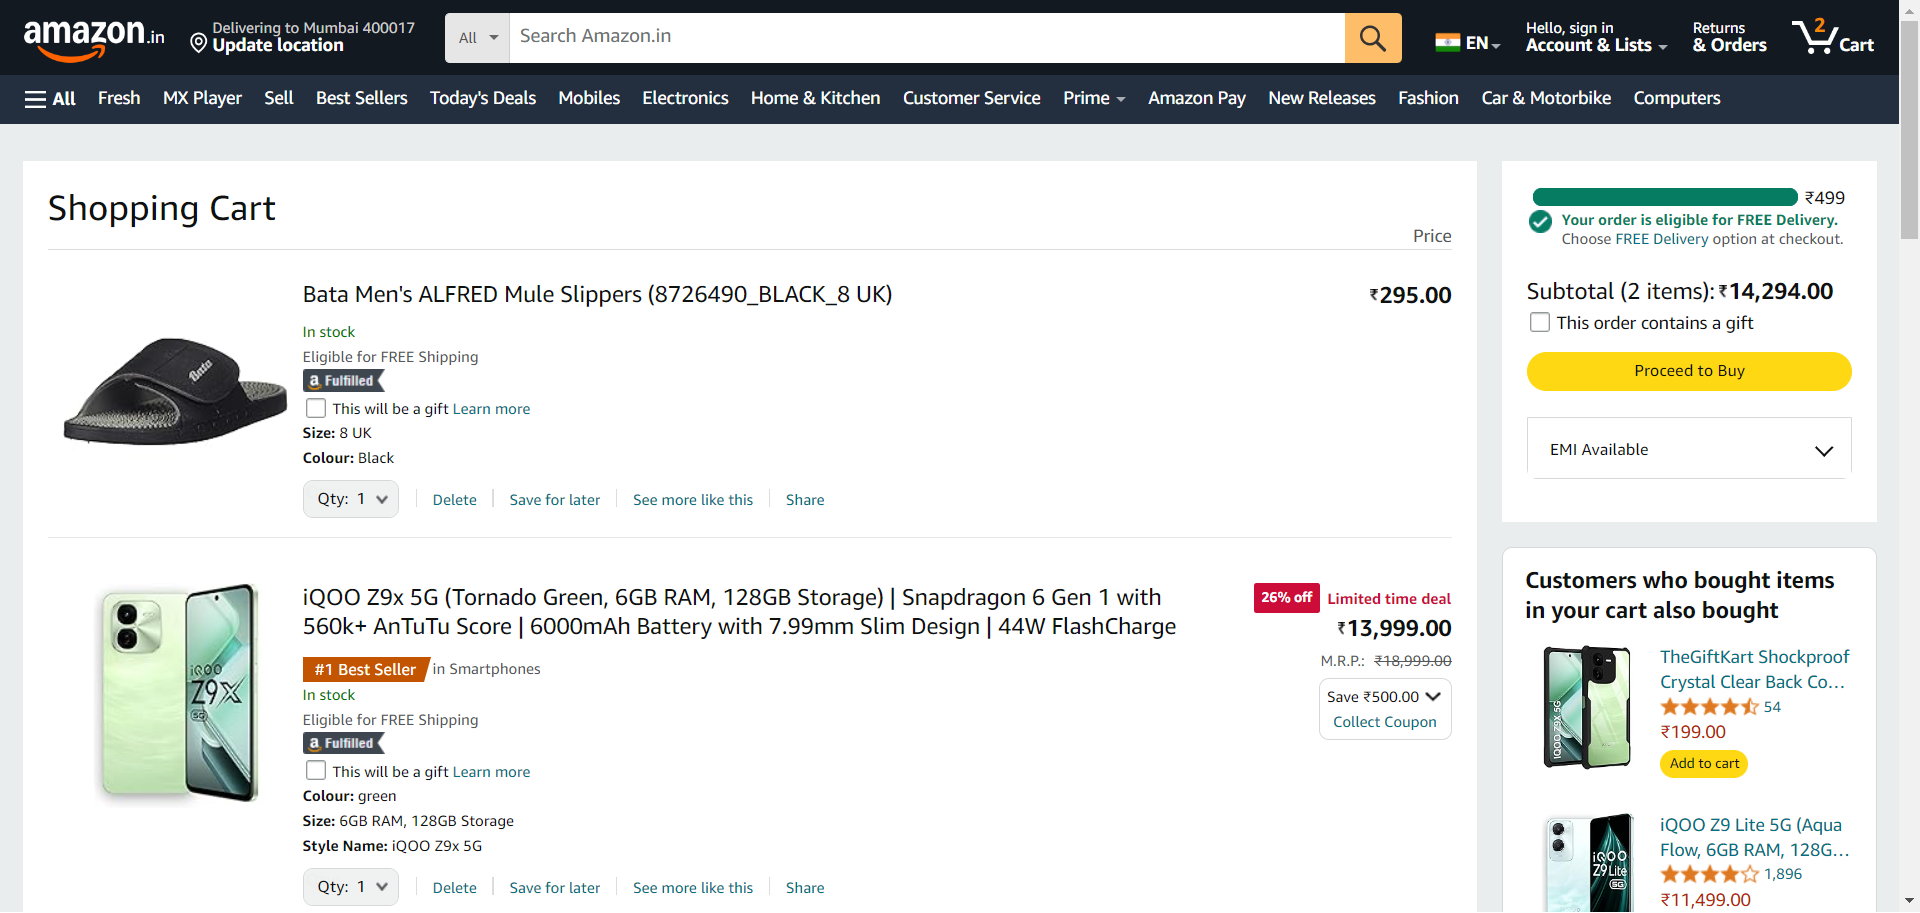 amazon.in
Delivering to Mumbai 400017
Update location
All
Search Amazon.in
EN
Hello, sign in
Account & Lists
Returns
& Orders
2
Cart
All Fresh MX Player Sell Best Sellers Today's Deals Mobiles Electronics Home & Kitchen Customer Service Prime Amazon Pay New Releases Fashion Car & Motorbike Computers
Shopping Cart
Price
Bata Men's ALFRED Mule Slippers (8726490_BLACK_8 UK)
₹295.00
Bata
In stock
Eligible for FREE Shipping
a Fulfilled
This will be a gift Learn more
Size: 8 UK
Colour: Black
Qty: 1
Delete
Save for later
See more like this
Share
iQOO Z9x 5G (Tornado Green, 6GB RAM, 128GB Storage) | Snapdragon 6 Gen 1 with
560k+ AnTuTu Score | 6000mAh Battery with 7.99mm Slim Design | 44W FlashCharge
26% off
Limited time deal
₹13,999.00
M.R.P.: ₹18,999.00
Save ₹500.00
Collect Coupon
iQOO
Z9X
5G
#1 Best Seller in Smartphones
In stock
Eligible for FREE Shipping
a Fulfilled
This will be a gift Learn more
Colour: green
Size: 6GB RAM, 128GB Storage
Style Name: iQOO Z9x 5G
Qty: 1
Delete
Save for later
See more like this
Share
₹499
Your order is eligible for FREE Delivery.
Choose FREE Delivery option at checkout.
Subtotal (2 items): ₹14,294.00
This order contains a gift
Proceed to Buy
EMI Available
Customers who bought items
in your cart also bought
IQOO Z9X 5G
TheGiftKart Shockproof
Crystal Clear Back Co...
54
₹199.00
Add to cart
iQOO
Z9Lite
5G
iQOO Z9 Lite 5G (Aqua
Flow, 6GB RAM, 128G...
1,896
₹11,499.00